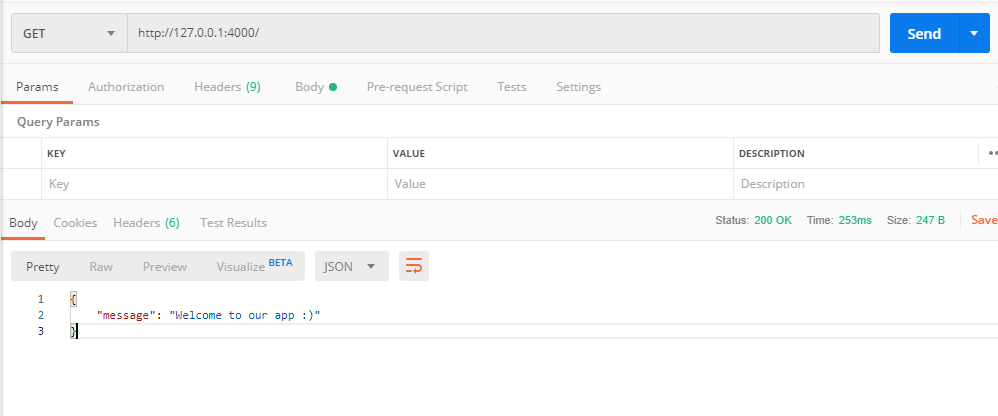 GET http://127.0.0.1:4000/ Send
Params Authorization Headers (9) Body Pre-request Script Tests Settings
Query Params
KEY VALUE DESCRIPTION
Key Value Description
Body Cookies Headers (6) Test Results Status: 200 OK Time: 253ms Size: 247 B Save
Pretty Raw Preview Visualize BETA JSON
1 {
2 "message": "Welcome to our app :)"
3 }